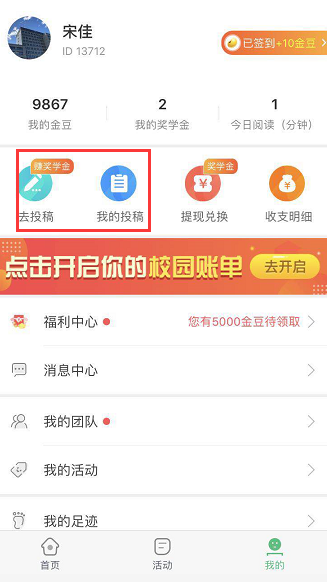 宋佳
ID 13712
已签到+10金豆
9867
2
1
我的金豆
我的奖学金
今日阅读（分钟）
赚奖学金
奖学金
去投稿
我的投稿
提现兑换
收支明细
点击开启你的校园账单
去开启
福利中心
您有5000金豆待领取
消息中心
我的团队
我的活动
我的足迹
首页
活动
我的